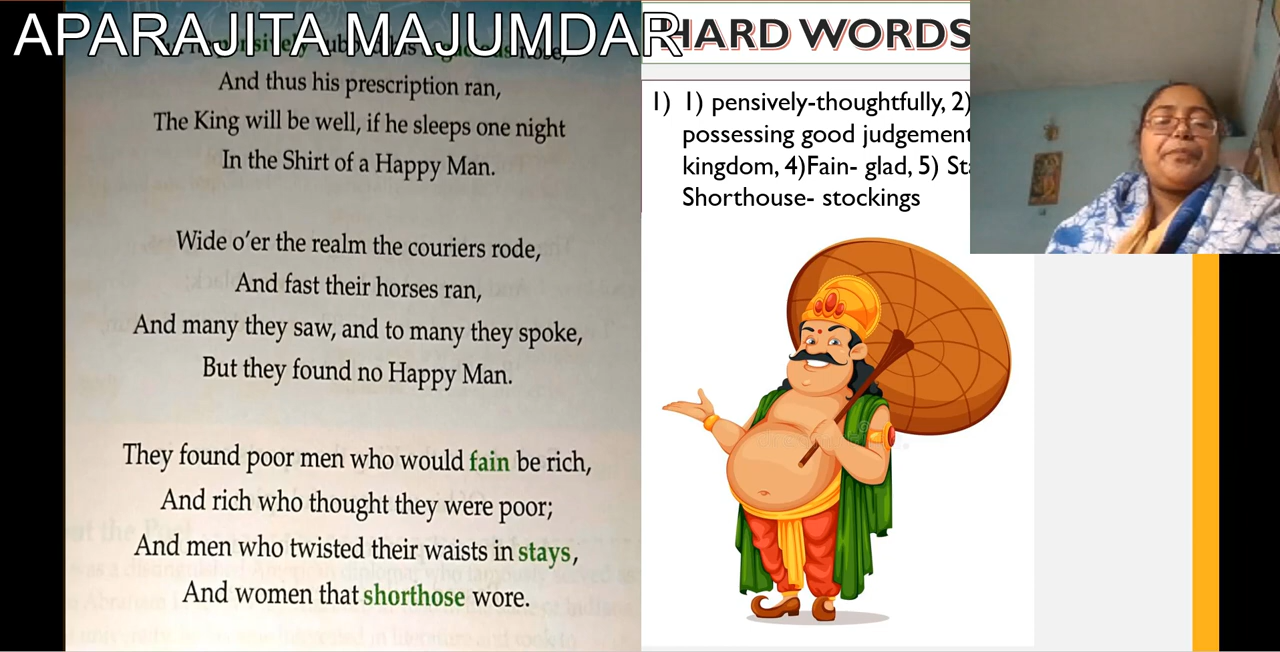 APARAJITA MAJUMDAR
And thus his prescription ran,
The King will be well, if he sleeps one night
In the Shirt of a Happy Man.
Wide o'er the realm the couriers rode,
And fast their horses ran,
And many they saw, and to many they spoke,
But they found no Happy Man.
They found poor men who would fain be rich,
And rich who thought they were poor;
And men who twisted their waists in stays,
And women that shorthose wore.
HARD WORDS
1) 1) pensively-thoughtfully, 2)
possessing good judgement
kingdom, 4)Fain- glad, 5)
Shorthouse- stockings